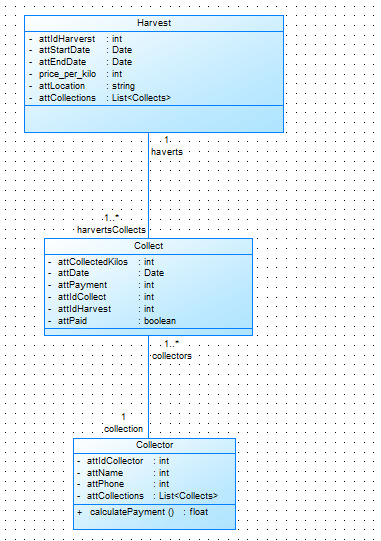 Harvest
- attIdHarverst : int
- attStartDate : Date
- attEndDate : Date
- price_per_kilo : int
- attLocation : string
- attCollections : List<Collects>
1
haverts
1..*
harvertsCollects
Collect
- attCollectedKilos : int
- attDate : Date
- attPayment : int
- attIdCollect : int
- attIdHarvest : int
- attPaid : boolean
1..*
collectors
1
collection
Collector
- attIdCollector : int
- attName : int
- attPhone : int
- attCollections : List<Collects>
+ calculatePayment () : float